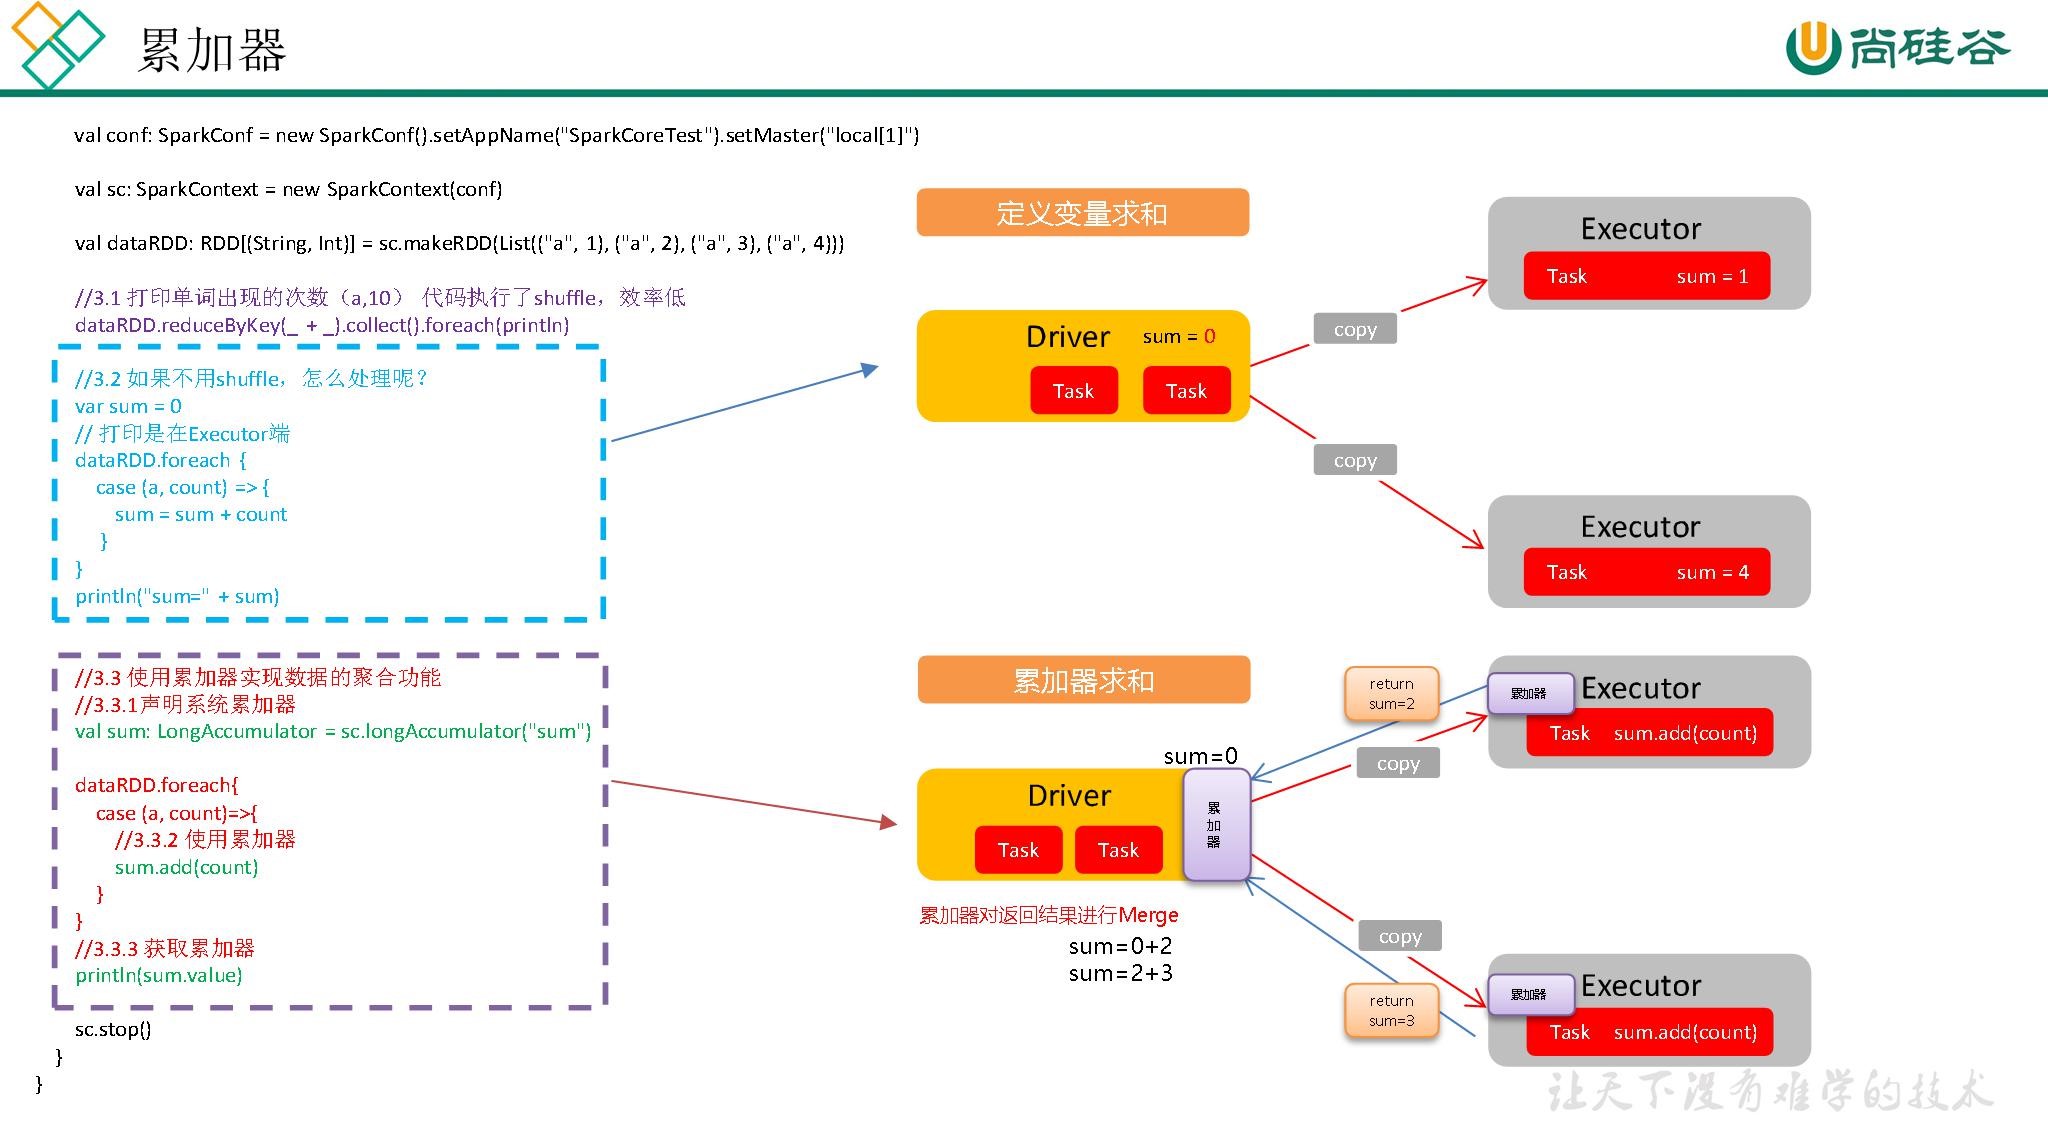 累加器
尚硅谷
val conf: SparkConf = new SparkConf().setAppName("SparkCoreTest").setMaster("local[1]")
val sc: SparkContext = new SparkContext(conf)
val dataRDD: RDD[(String, Int)] = sc.makeRDD(List(("a", 1), ("a", 2), ("a", 3), ("a", 4)))
//3.1 打印单词出现的次数（a,10） 代码执行了shuffle，效率低
dataRDD.reduceByKey(_ + _).collect().foreach(println)
//3.2 如果不用shuffle，怎么处理呢？
var sum = 0
// 打印是在Executor端
dataRDD.foreach {
case (a, count) => {
sum = sum + count
}
}
println("sum=" + sum)
//3.3 使用累加器实现数据的聚合功能
//3.3.1声明系统累加器
val sum: LongAccumulator = sc.longAccumulator("sum")
dataRDD.foreach{
case (a, count)=>{
//3.3.2 使用累加器
sum.add(count)
}
}
//3.3.3 获取累加器
println(sum.value)
sc.stop()
}
}
定义变量求和
Driver sum = 0
Task Task
copy
copy
Executor
Task sum = 1
Executor
Task sum = 4
累加器求和
sum=0
Driver
Task Task
累
加
器
累加器对返回结果进行Merge
sum=0+2
sum=2+3
return
sum=2
copy
累加器
Executor
Task sum.add(count)
copy
return
sum=3
累加器
Executor
Task sum.add(count)
让天下没有难学的技术